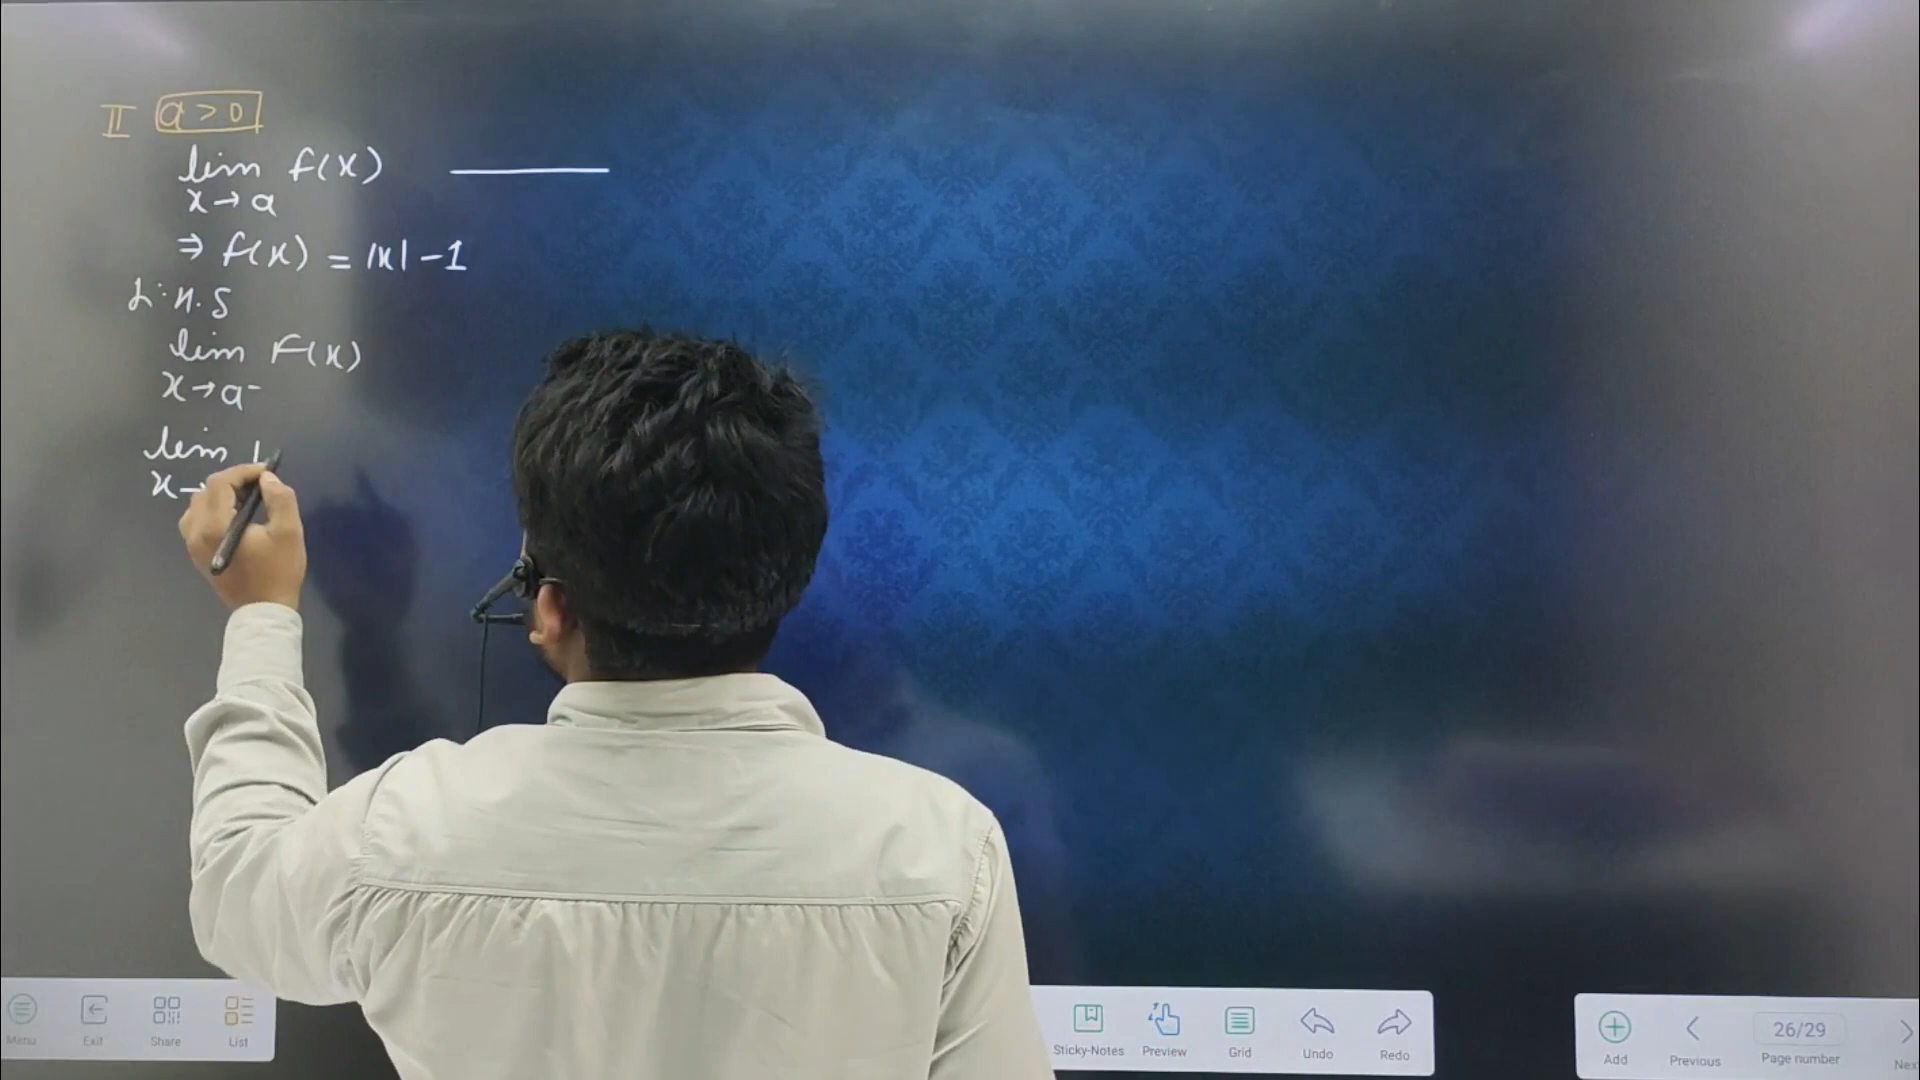 II a > 0
lim f(x)
x → a
⇒ f(x) = |x| - 1
L.H.S
lim F(x)
x → a⁻
lim |
x →
Menu
Exit
Share
List
Sticky-Notes
Preview
Grid
Undo
Redo
Add
Previous
26/29
Page number
Nex